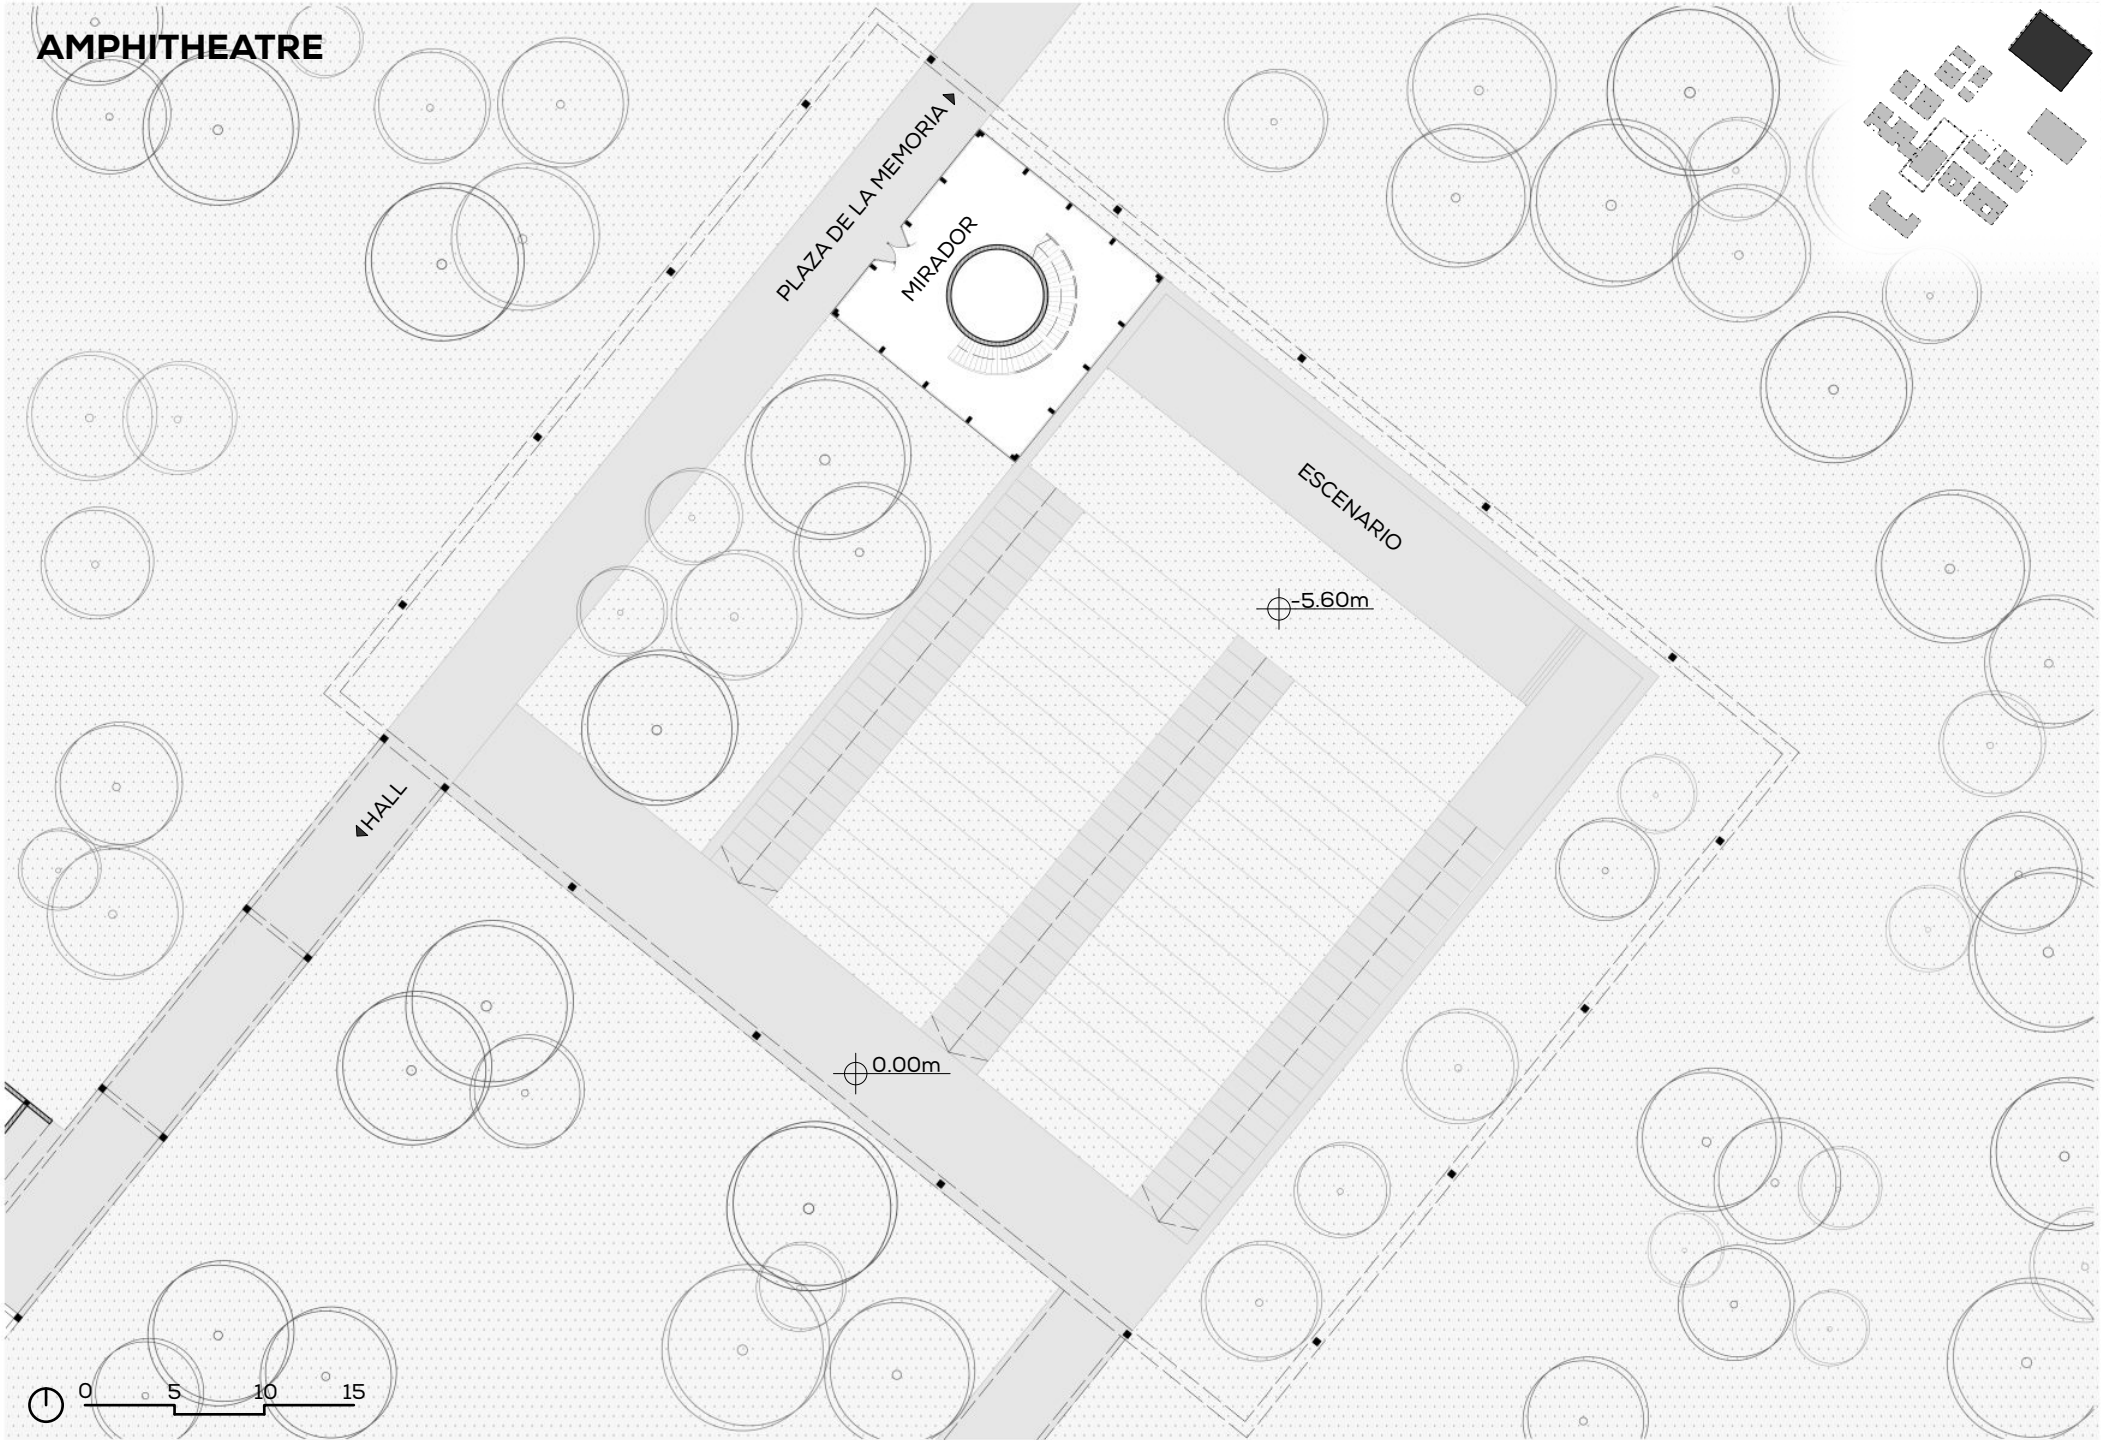 AMPHITHEATRE
PLAZA DE LA MEMORIA
MIRADOR
ESCENARIO
-5.60m
HALL
0.00m
0 5 10 15